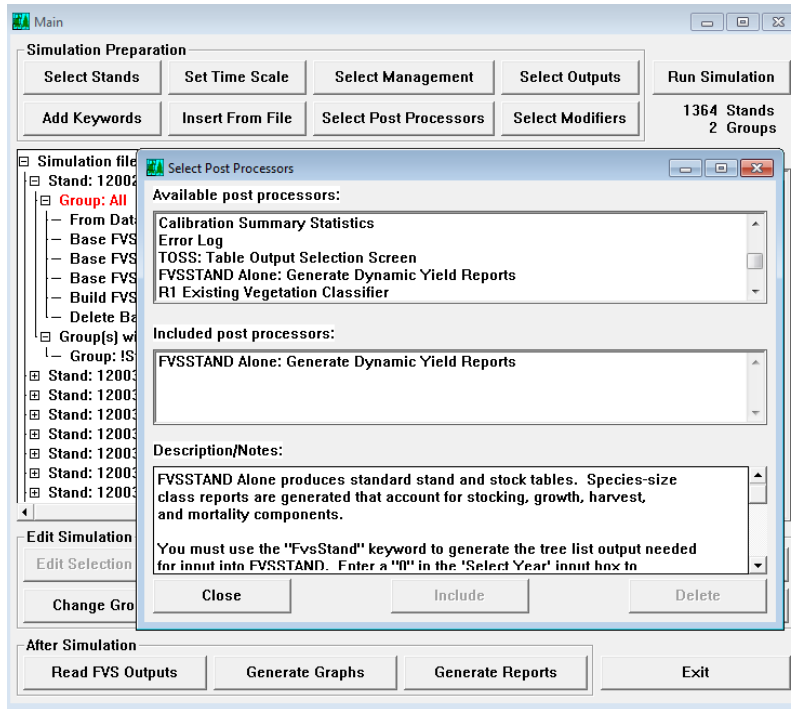 Main
Simulation Preparation
Select Stands Set Time Scale Select Management Select Outputs Run Simulation
Add Keywords Insert From File Select Post Processors Select Modifiers
1364 Stands
2 Groups
Simulation file
Stand: 12002
Group: All
From Dat
Base FVS
Base FVS
Base FVS
Build FVS
Delete Ba
Group(s) wi
Group: !S
Stand: 12003
Stand: 12003
Stand: 12003
Stand: 12003
Stand: 12003
Stand: 12003
Stand: 12003
Select Post Processors
Available post processors:
Calibration Summary Statistics
Error Log
TOSS: Table Output Selection Screen
FVSSTAND Alone: Generate Dynamic Yield Reports
R1 Existing Vegetation Classifier
Included post processors:
FVSSTAND Alone: Generate Dynamic Yield Reports
Description/Notes:
FVSSTAND Alone produces standard stand and stock tables. Species-size
class reports are generated that account for stocking, growth, harvest,
and mortality components.
You must use the "FvsStand" keyword to generate the tree list output needed
for input into FVSSTAND. Enter a "0" in the 'Select Year' input box to
Close Include Delete
Edit Simulation
Edit Selection
Change Gro
After Simulation
Read FVS Outputs Generate Graphs Generate Reports Exit